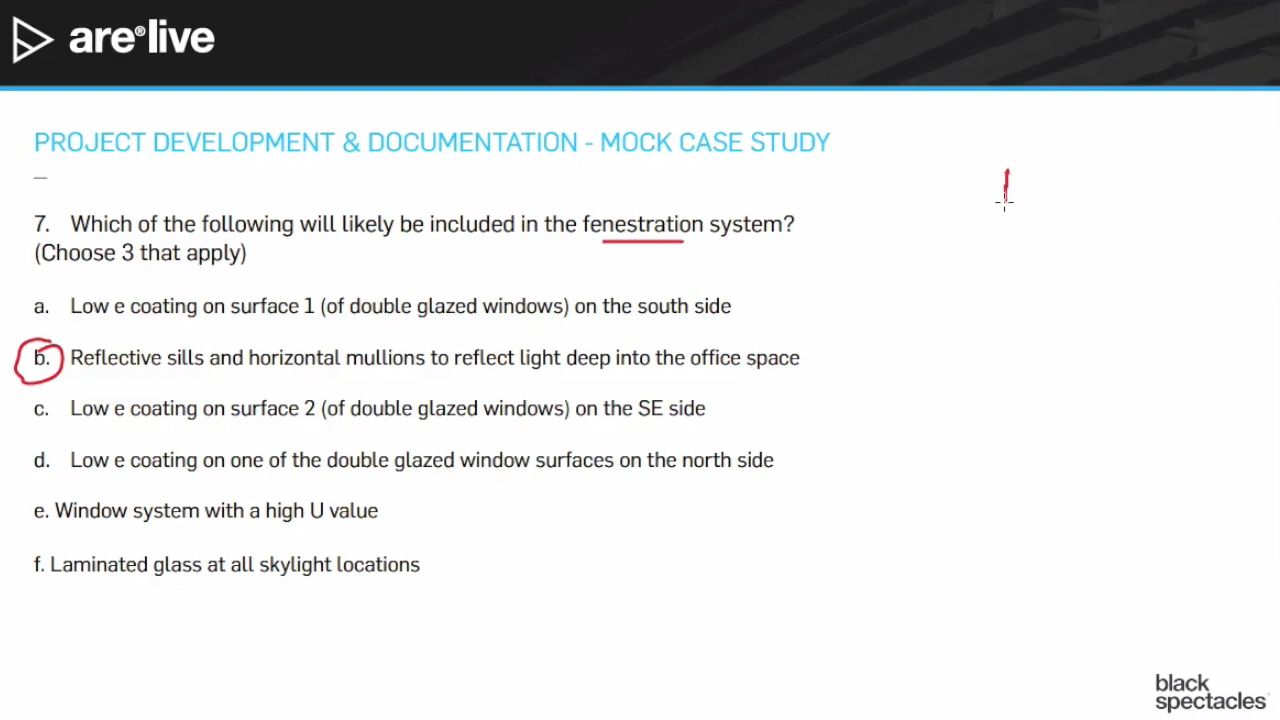 are®live
PROJECT DEVELOPMENT & DOCUMENTATION - MOCK CASE STUDY
7. Which of the following will likely be included in the fenestration system?
(Choose 3 that apply)
a. Low e coating on surface 1 (of double glazed windows) on the south side
b. Reflective sills and horizontal mullions to reflect light deep into the office space
c. Low e coating on surface 2 (of double glazed windows) on the SE side
d. Low e coating on one of the double glazed window surfaces on the north side
e. Window system with a high U value
f. Laminated glass at all skylight locations
black
spectacles